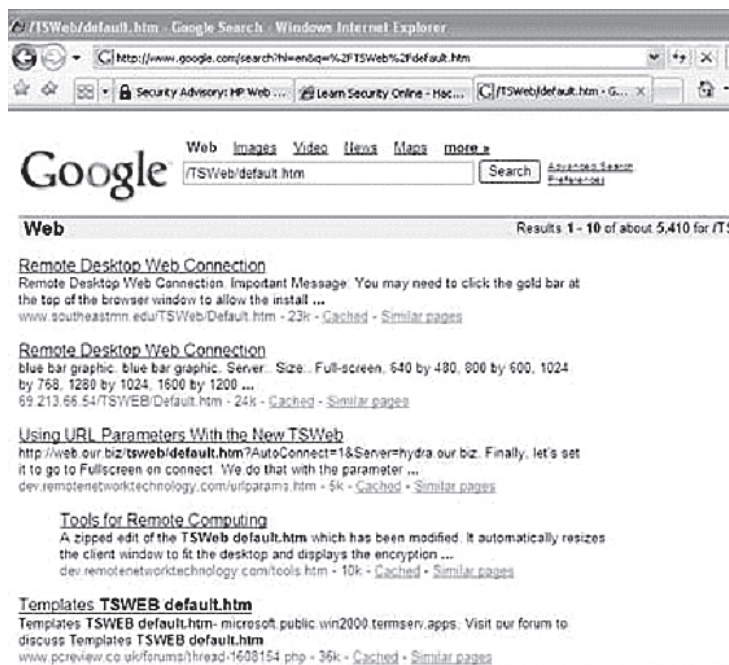 /TSWeb/default.htm - Google Search - Windows Internet Explorer
http://www.google.com/search?hl=en&q=%2FTSWeb%2Fdefault.htm
Security Advisory: HP Web ... Learn Security Online - Hac... /TSWeb/default.htm - G...
Google
Web Images Video News Maps more »
/TSWeb/default.htm Search Advanced Search
Preferences
Web Results 1 - 10 of about 5,410 for /TS
Remote Desktop Web Connection
Remote Desktop Web Connection. Important Message: You may need to click the gold bar at
the top of the browser window to allow the install ...
www.southeastmn.edu/TSWeb/Default.htm - 23k - Cached - Similar pages
Remote Desktop Web Connection
blue bar graphic. blue bar graphic. Server:. Size:. Full-screen, 640 by 480, 800 by 600, 1024
by 768, 1280 by 1024, 1600 by 1200 ...
69.213.66.54/TSWEB/Default.htm - 24k - Cached - Similar pages
Using URL Parameters With the New TSWeb
http://web.our.biz/tsweb/default.htm?AutoConnect=1&Server=hydra.our.biz. Finally, let's set
it to go to Fullscreen on connect. We do that with the parameter ...
dev.remotenetworktechnology.com/urlparams.htm - 5k - Cached - Similar pages
Tools for Remote Computing
A zipped edit of the TSWeb default.htm which has been modified. It automatically resizes
the client window to fit the desktop and displays the encryption ...
dev.remotenetworktechnology.com/tools.htm - 10k - Cached - Similar pages
Templates TSWEB default.htm
Templates TSWEB default.htm- microsoft.public.win2000.termserv.apps. Visit our forum to
discuss Templates TSWEB default.htm
www.pcreview.co.uk/forums/thread-1608154.php - 36k - Cached - Similar pages